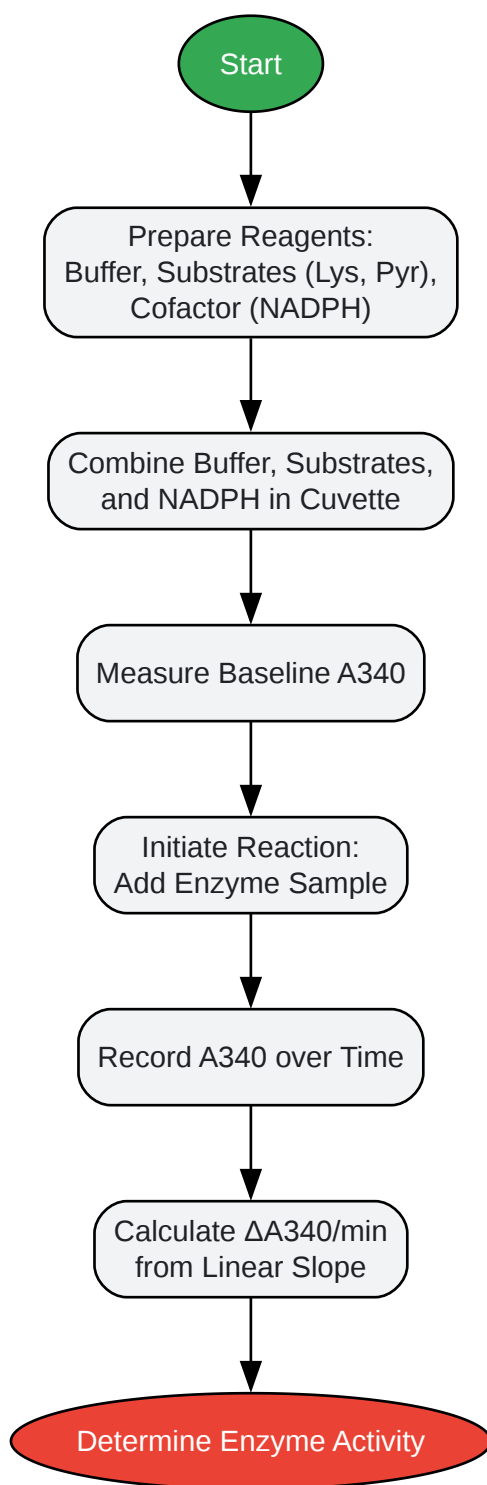 Start
Prepare Reagents:
Buffer, Substrates (Lys, Pyr),
Cofactor (NADPH)
Combine Buffer, Substrates,
and NADPH in Cuvette
Measure Baseline A340
Initiate Reaction:
Add Enzyme Sample
Record A340 over Time
Calculate ΔA340/min
from Linear Slope
Determine Enzyme Activity